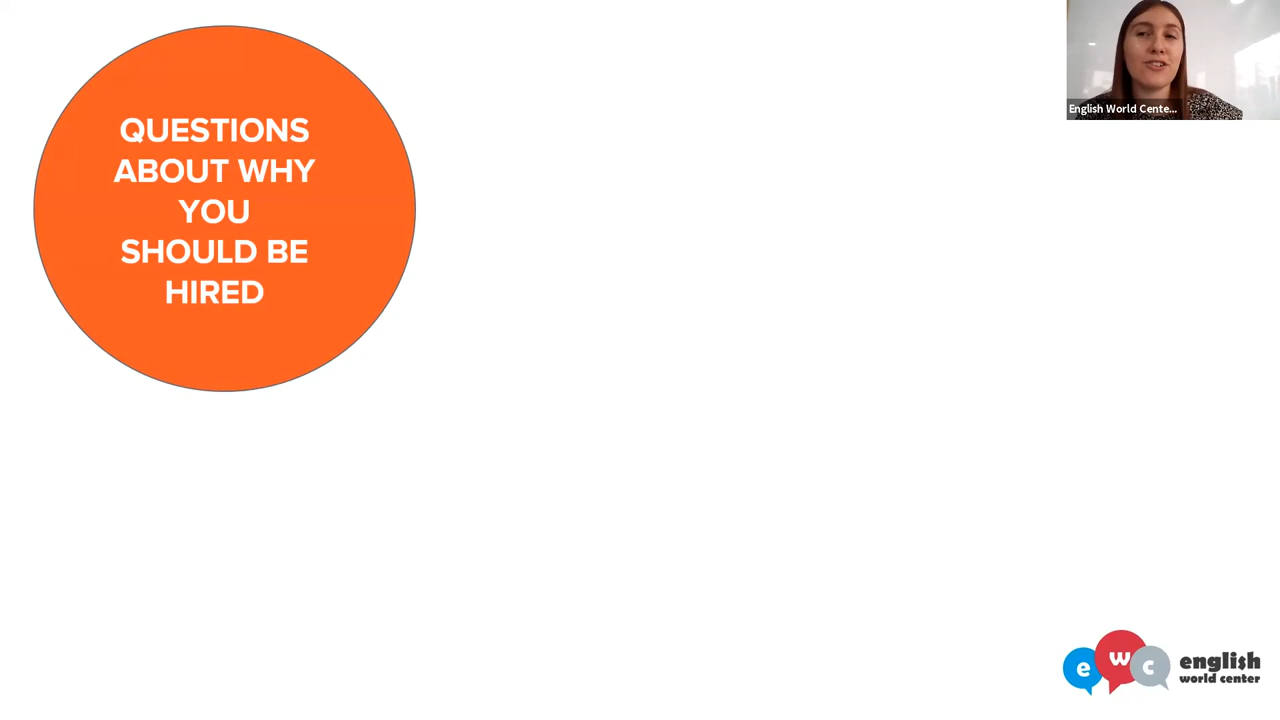 QUESTIONS
ABOUT WHY
YOU
SHOULD BE
HIRED
English World Cente...
e w c
english
world center